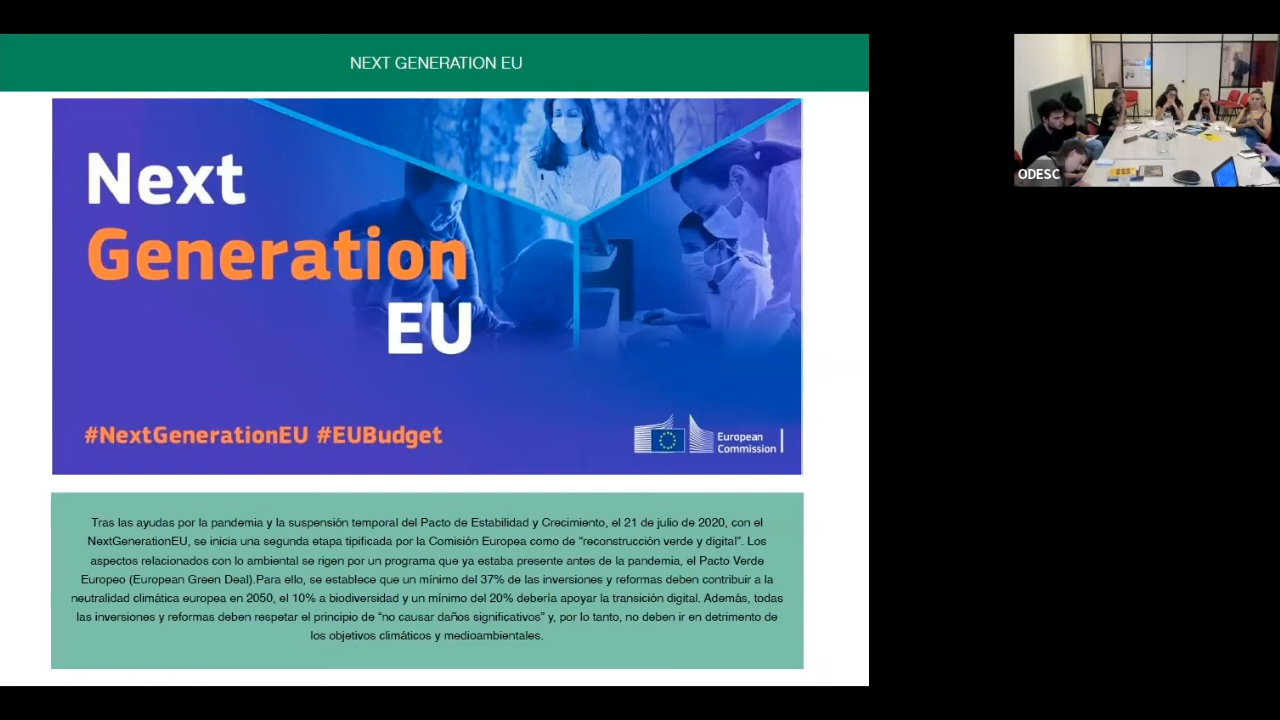 NEXT GENERATION EU
Next
Generation
EU
#NextGenerationEU #EUBudget
European
Commission
Tras las ayudas por la pandemia y la suspensión temporal del Pacto de Estabilidad y Crecimiento, el 21 de julio de 2020, con el
NextGenerationEU, se inicia una segunda etapa tipificada por la Comisión Europea como de “reconstrucción verde y digital”. Los
aspectos relacionados con lo ambiental se rigen por un programa que ya estaba presente antes de la pandemia, el Pacto Verde
Europeo (European Green Deal).Para ello, se establece que un mínimo del 37% de las inversiones y reformas deben contribuir a la
neutralidad climática europea en 2050, el 10% a biodiversidad y un mínimo del 20% debería apoyar la transición digital. Además, todas
las inversiones y reformas deben respetar el principio de “no causar daños significativos” y, por lo tanto, no deben ir en detrimento de
los objetivos climáticos y medioambientales.
ODESC